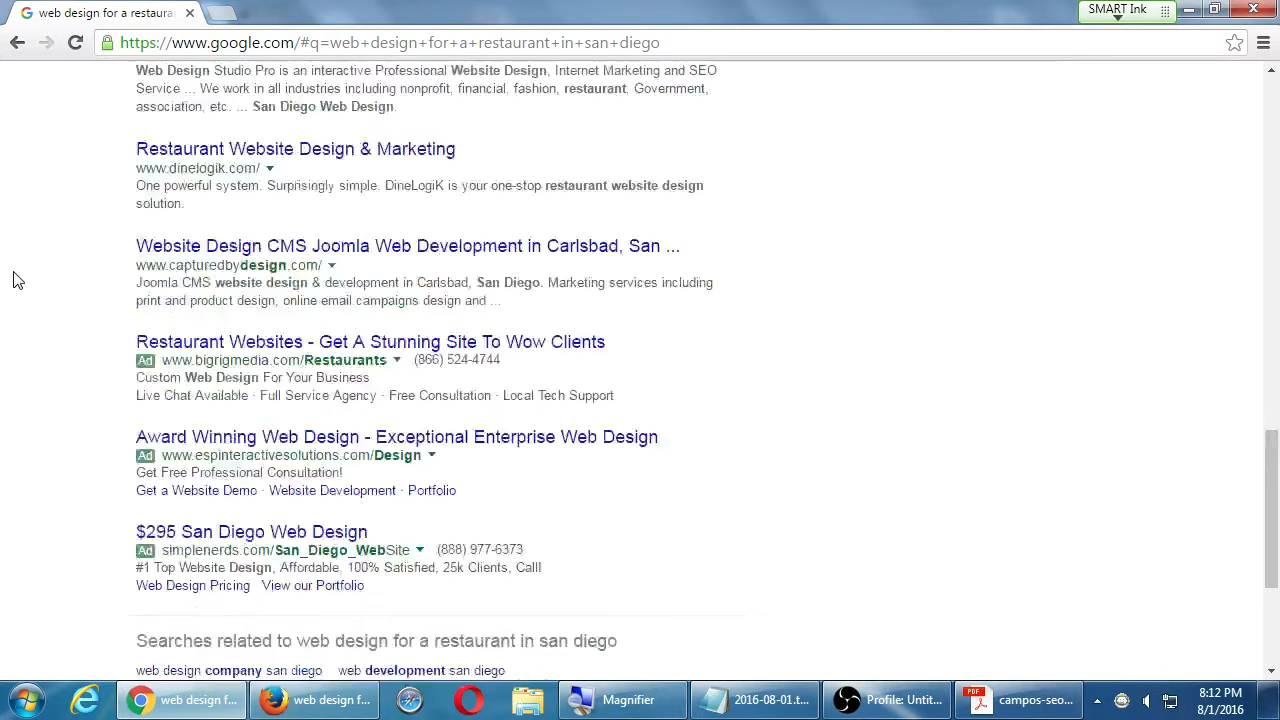 web design for a restaura
SMART Ink
https://www.google.com/#q=web+design+for+a+restaurant+in+san+diego
Web Design Studio Pro is an interactive Professional Website Design, Internet Marketing and SEO
Service ... We work in all industries including nonprofit, financial, fashion, restaurant, Government,
association, etc. ... San Diego Web Design.
Restaurant Website Design & Marketing
www.dinelogik.com/
One powerful system. Surprisingly simple. DineLogiK is your one-stop restaurant website design
solution.
Website Design CMS Joomla Web Development in Carlsbad, San ...
www.capturedbydesign.com/
Joomla CMS website design & development in Carlsbad, San Diego. Marketing services including
print and product design, online email campaigns design and ...
Restaurant Websites - Get A Stunning Site To Wow Clients
Ad www.bigrigmedia.com/Restaurants (866) 524-4744
Custom Web Design For Your Business
Live Chat Available · Full Service Agency · Free Consultation · Local Tech Support
Award Winning Web Design - Exceptional Enterprise Web Design
Ad www.espinteractivesolutions.com/Design
Get Free Professional Consultation!
Get a Website Demo · Website Development · Portfolio
$295 San Diego Web Design
Ad simplenerds.com/San_Diego_WebSite (888) 977-6373
#1 Top Website Design, Affordable, 100% Satisfied, 25k Clients, Call!
Web Design Pricing View our Portfolio
Searches related to web design for a restaurant in san diego
web design company san diego web development san diego
web design f... web design f... Magnifier 2016-08-01.t... Profile: Untit... PDF campos-seo... 8:12 PM
8/1/2016